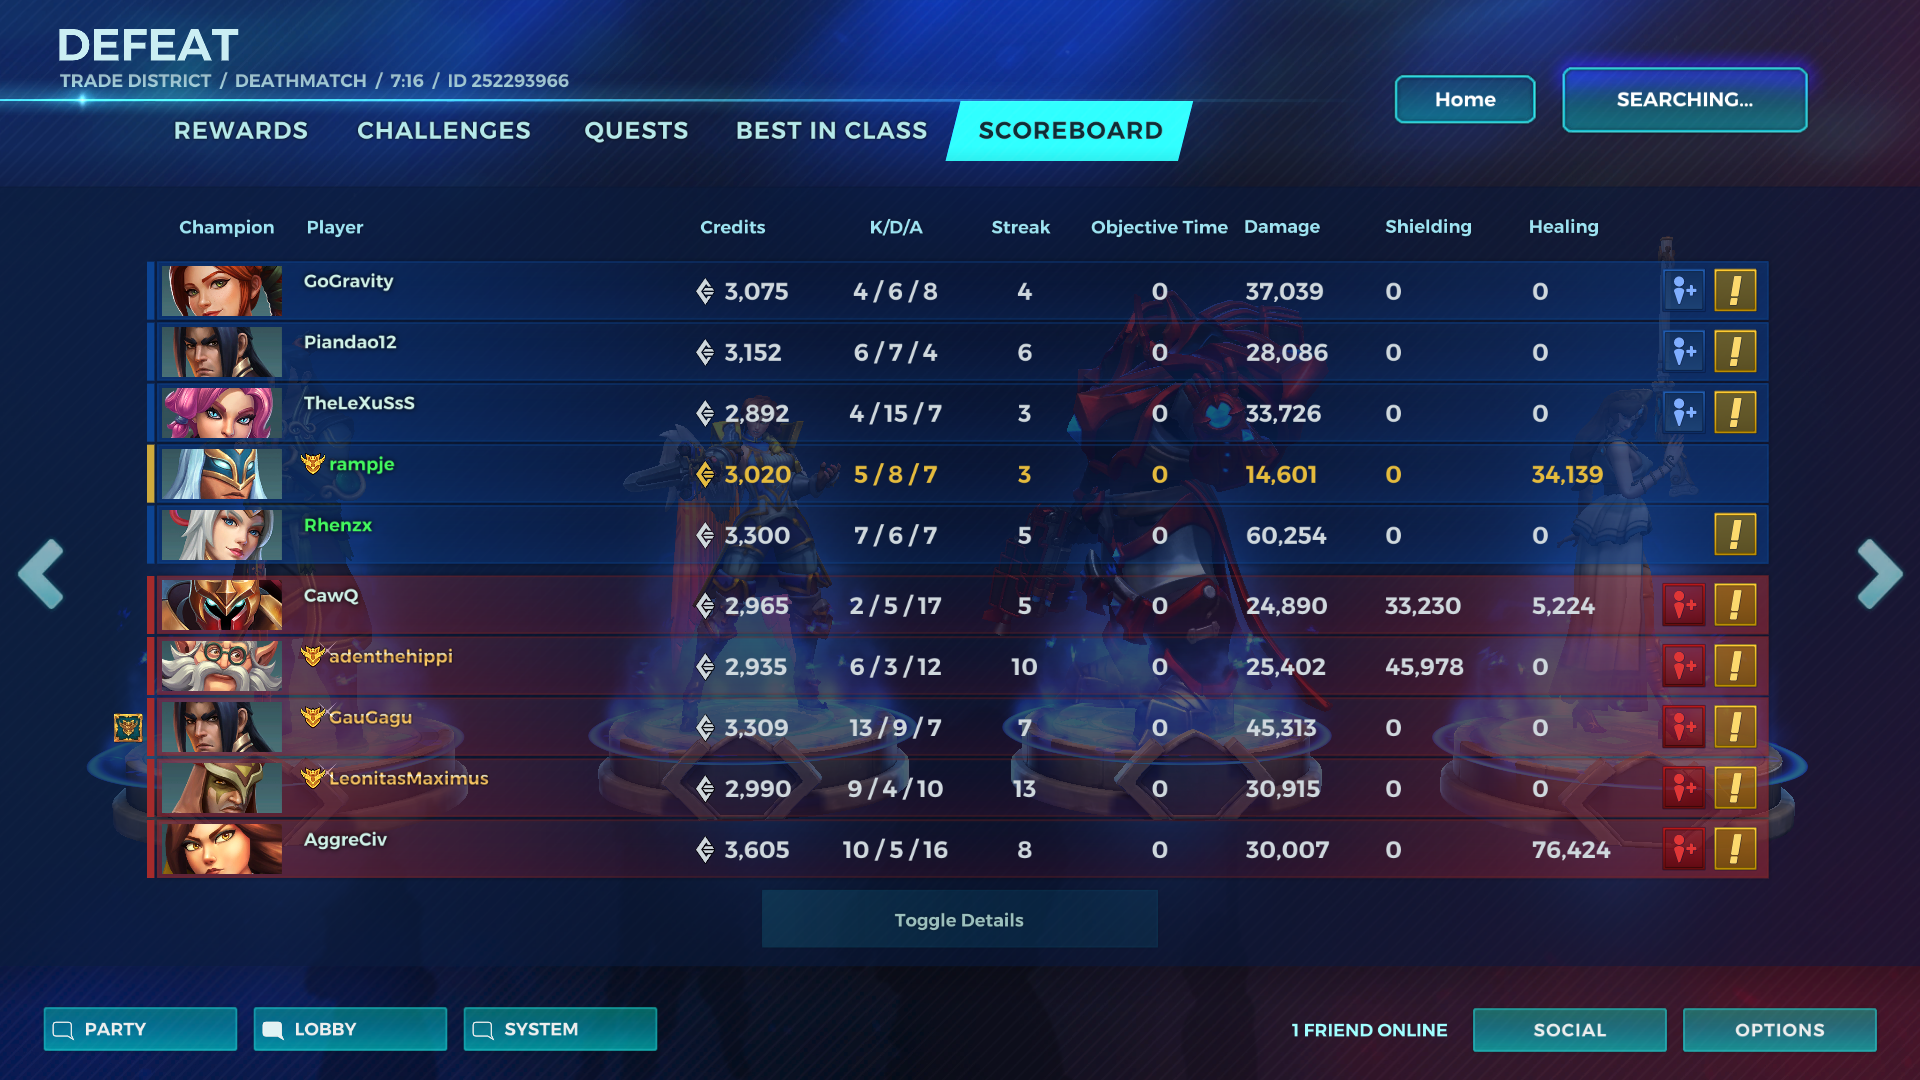 DEFEAT
TRADE DISTRICT / DEATHMATCH / 7:16 / ID 252293966
Home
SEARCHING...
REWARDS CHALLENGES QUESTS BEST IN CLASS SCOREBOARD
Champion Player Credits K/D/A Streak Objective Time Damage Shielding Healing
GoGravity 3,075 4 / 6 / 8 4 0 37,039 0 0
Piandao12 3,152 6 / 7 / 4 6 0 28,086 0 0
TheLeXuSsS 2,892 4 / 15 / 7 3 0 33,726 0 0
rampje 3,020 5 / 8 / 7 3 0 14,601 0 34,139
Rhenzx 3,300 7 / 6 / 7 5 0 60,254 0 0
CawQ 2,965 2 / 5 / 17 5 0 24,890 33,230 5,224
adenthehippi 2,935 6 / 3 / 12 10 0 25,402 45,978 0
GauGagu 3,309 13 / 9 / 7 7 0 45,313 0 0
LeonitasMaximus 2,990 9 / 4 / 10 13 0 30,915 0 0
AggreCiv 3,605 10 / 5 / 16 8 0 30,007 0 76,424
Toggle Details
PARTY LOBBY SYSTEM 1 FRIEND ONLINE SOCIAL OPTIONS